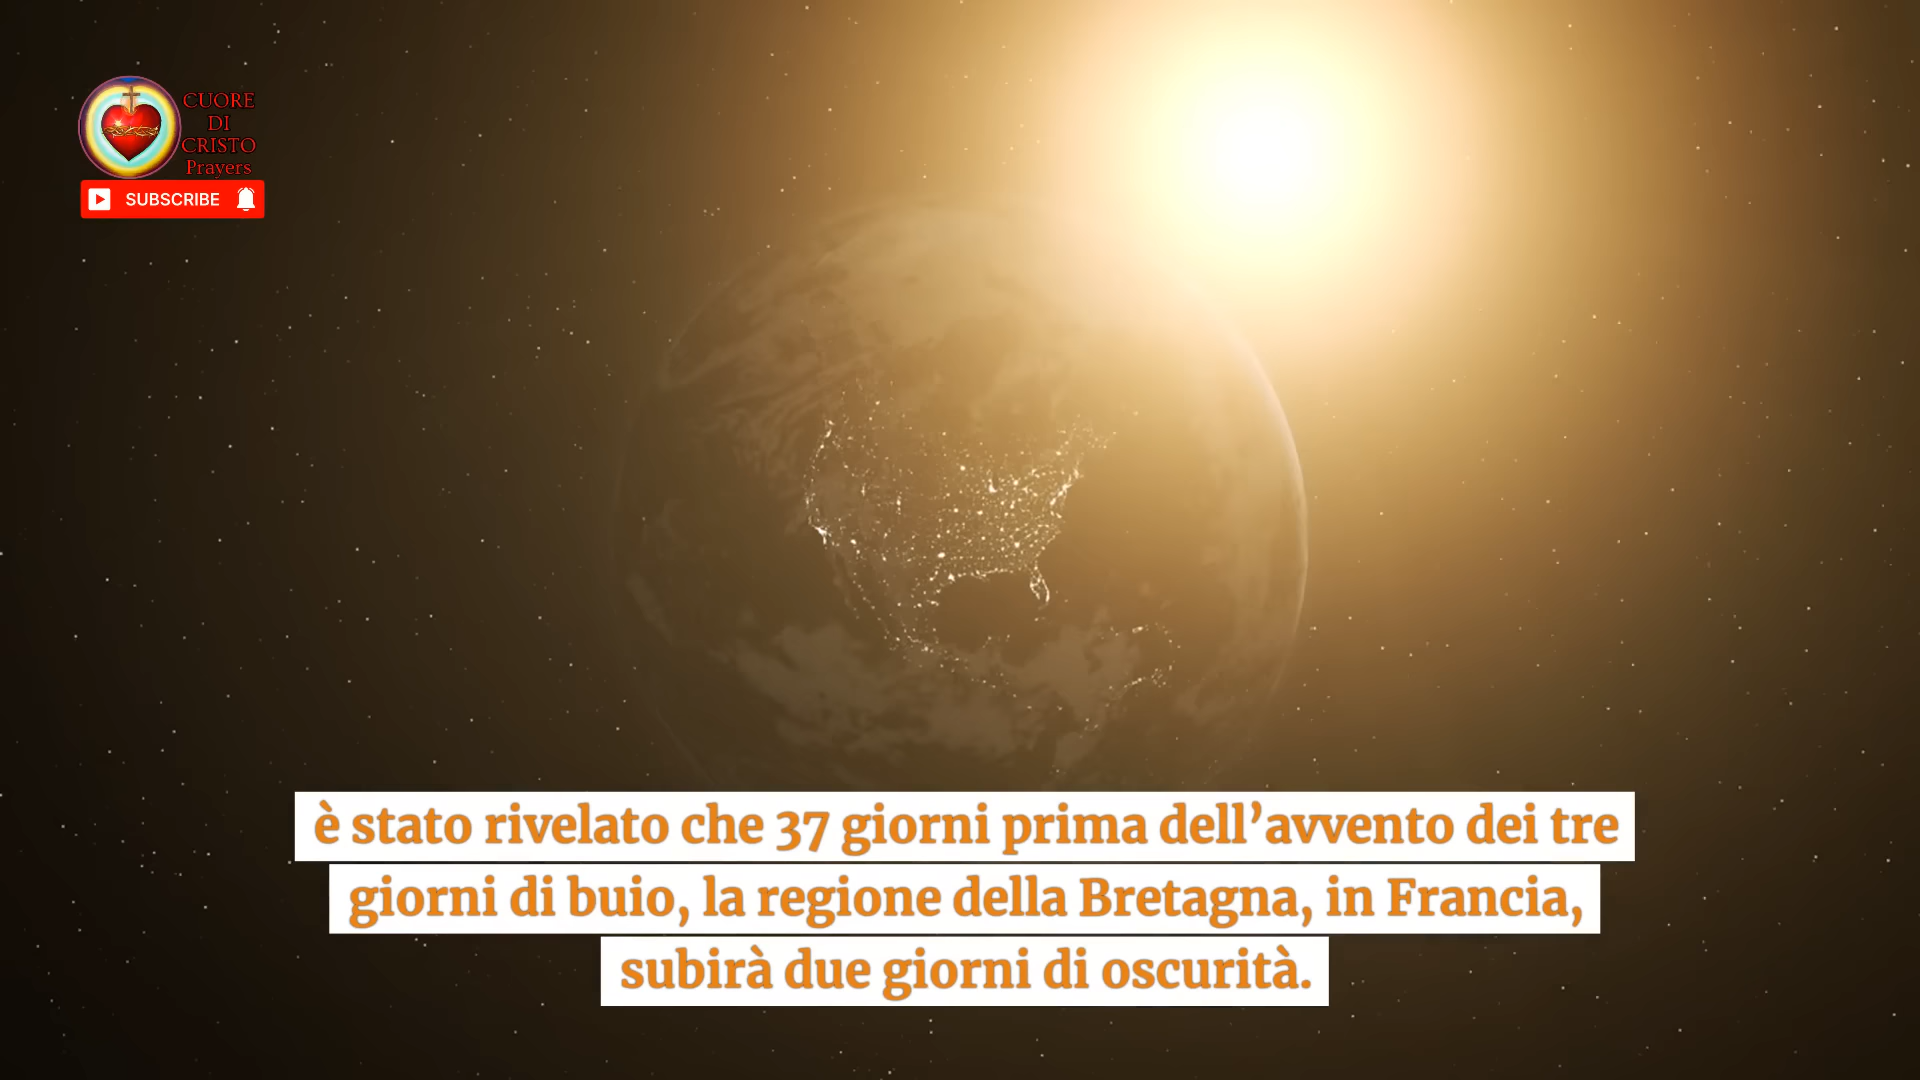 CUORE
DI
CRISTO
Prayers
SUBSCRIBE
è stato rivelato che 37 giorni prima dell’avvento dei tre
giorni di buio, la regione della Bretagna, in Francia,
subirà due giorni di oscurità.